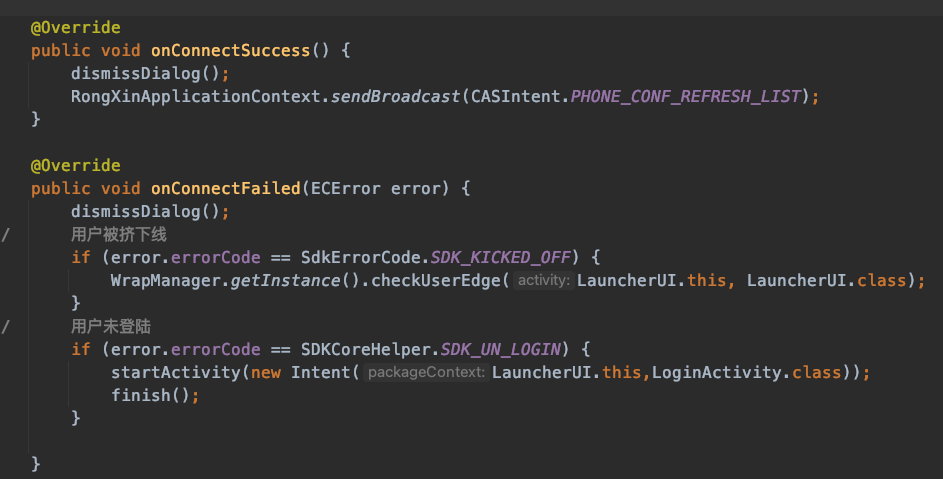 @Override
public void onConnectSuccess() {
dismissDialog();
RongXinApplicationContext.sendBroadcast(CASIntent.PHONE_CONF_REFRESH_LIST);
}
@Override
public void onConnectFailed(ECError error) {
dismissDialog();
/ 用户被挤下线
if (error.errorCode == SdkErrorCode.SDK_KICKED_OFF) {
WrapManager.getInstance().checkUserEdge( activity: LauncherUI.this, LauncherUI.class);
}
/ 用户未登陆
if (error.errorCode == SDKCoreHelper.SDK_UN_LOGIN) {
startActivity(new Intent( packageContext: LauncherUI.this,LoginActivity.class));
finish();
}
}